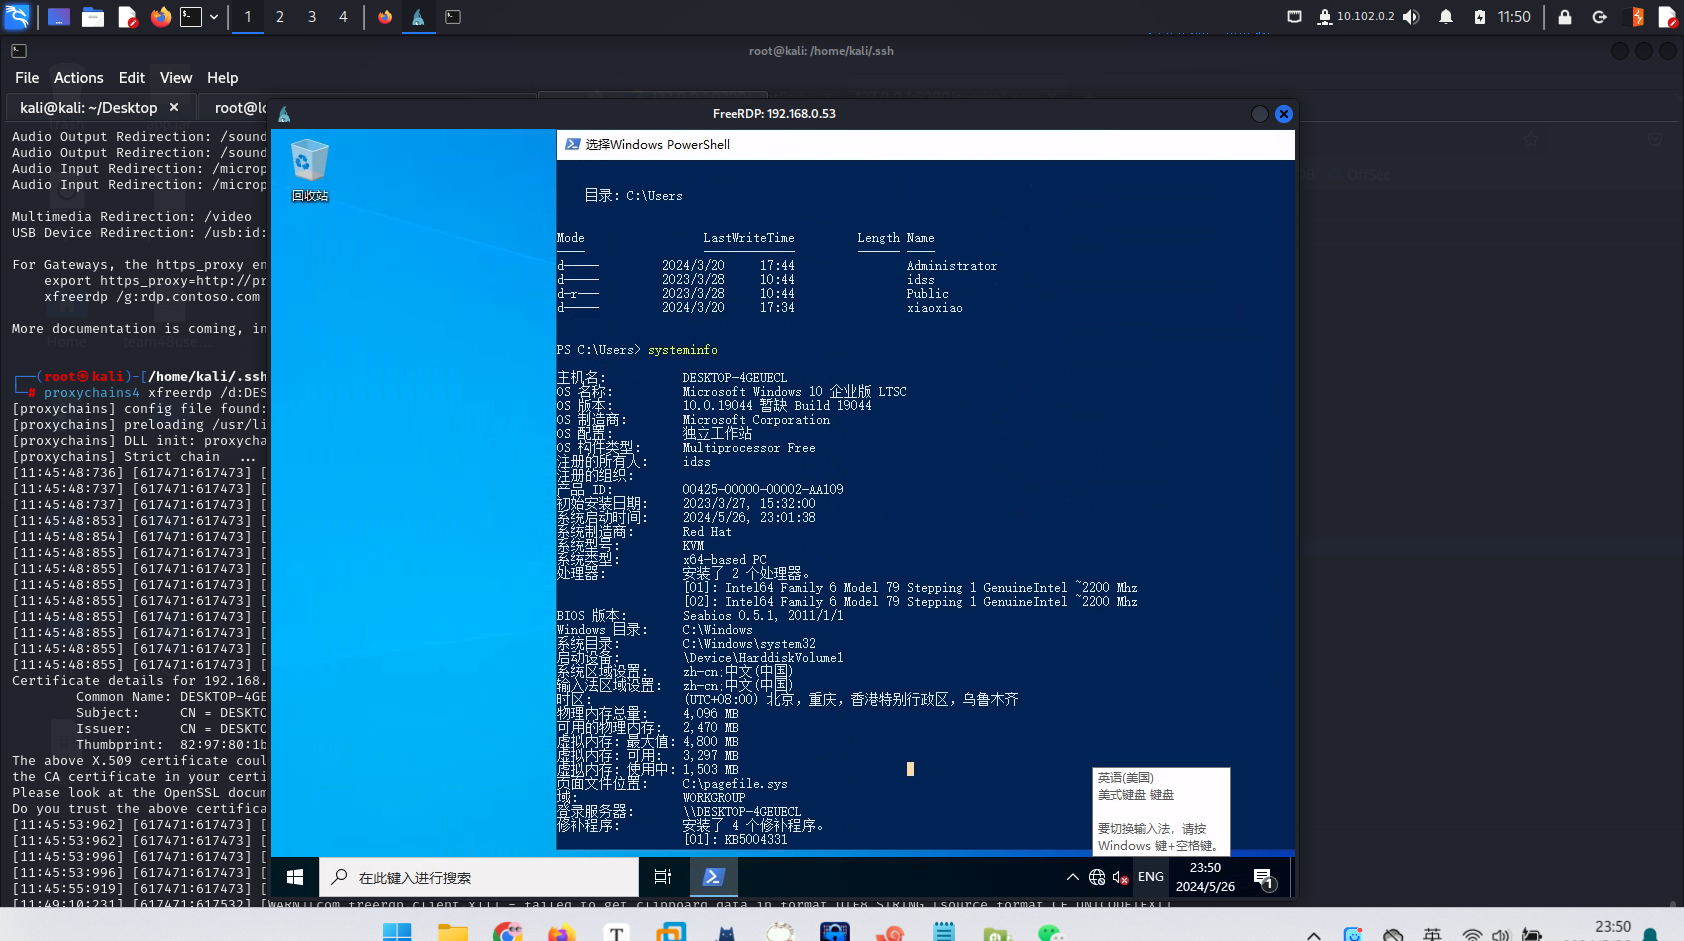 1 2 3 4
10.102.0.2
11:50
root@kali: /home/kali/.ssh
File Actions Edit View Help
kali@kali: ~/Desktop
root@lo
Audio Output Redirection: /sound
Audio Output Redirection: /sound
Audio Input Redirection: /microp
Audio Input Redirection: /microp
Multimedia Redirection: /video
USB Device Redirection: /usb:id:
For Gateways, the https_proxy en
export https_proxy=http://pr
xfreerdp /g:rdp.contoso.com
More documentation is coming, in
Home
┌──(root㉿kali)-[/home/kali/.ssh
└─# proxychains4 xfreerdp /d:DES
[proxychains] config file found:
[proxychains] preloading /usr/li
[proxychains] DLL init: proxycha
[proxychains] Strict chain ...
[11:45:48:736] [617471:617473] [
[11:45:48:737] [617471:617473] [
[11:45:48:737] [617471:617473] [
[11:45:48:853] [617471:617473] [
[11:45:48:854] [617471:617473] [
[11:45:48:855] [617471:617473] [
[11:45:48:855] [617471:617473] [
[11:45:48:855] [617471:617473] [
[11:45:48:855] [617471:617473] [
[11:45:48:855] [617471:617473] [
[11:45:48:855] [617471:617473] [
[11:45:48:855] [617471:617473] [
[11:45:48:855] [617471:617473] [
Certificate details for 192.168.
Common Name: DESKTOP-4GE
Subject: CN = DESKTO
Issuer: CN = DESKTO
Thumbprint: 82:97:80:1b
The above X.509 certificate coul
the CA certificate in your certi
Please look at the OpenSSL docum
Do you trust the above certifica
[11:45:53:962] [617471:617473] [
[11:45:53:962] [617471:617473] [
[11:45:53:996] [617471:617473] [
[11:45:53:996] [617471:617473] [
[11:45:55:919] [617471:617473] [
[11:49:10:231] [617471:617532] [WARN][com.freerdp.client.x11] - failed to get clipboard data in format UTF8_STRING [source format CF_UNICODETEXT]
FreeRDP: 192.168.0.53
回收站
选择Windows PowerShell
目录: C:\Users
Mode LastWriteTime Length Name
d----- 2024/3/20 17:44 Administrator
d----- 2023/3/28 10:44 idss
d-r--- 2023/3/28 10:44 Public
d----- 2024/3/20 17:34 xiaoxiao
PS C:\Users> systeminfo
主机名: DESKTOP-4GEUECL
OS 名称: Microsoft Windows 10 企业版 LTSC
OS 版本: 10.0.19044 暂缺 Build 19044
OS 制造商: Microsoft Corporation
OS 配置: 独立工作站
OS 构件类型: Multiprocessor Free
注册的所有人: idss
注册的组织:
产品 ID: 00425-00000-00002-AA109
初始安装日期: 2023/3/27, 15:32:00
系统启动时间: 2024/5/26, 23:01:38
系统制造商: Red Hat
系统型号: KVM
系统类型: x64-based PC
处理器: 安装了 2 个处理器。
[01]: Intel64 Family 6 Model 79 Stepping 1 GenuineIntel ~2200 Mhz
[02]: Intel64 Family 6 Model 79 Stepping 1 GenuineIntel ~2200 Mhz
BIOS 版本: Seabios 0.5.1, 2011/1/1
Windows 目录: C:\Windows
系统目录: C:\Windows\system32
启动设备: \Device\HarddiskVolume1
系统区域设置: zh-cn;中文(中国)
输入法区域设置: zh-cn;中文(中国)
时区: (UTC+08:00) 北京，重庆，香港特别行政区，乌鲁木齐
物理内存总量: 4,096 MB
可用的物理内存: 2,470 MB
虚拟内存: 最大值: 4,800 MB
虚拟内存: 可用: 3,297 MB
虚拟内存: 使用中: 1,503 MB
页面文件位置: C:\pagefile.sys
域: WORKGROUP
登录服务器: \\DESKTOP-4GEUECL
修补程序: 安装了 4 个修补程序。
[01]: KB5004331
英语(美国)
美式键盘 键盘
要切换输入法，请按
Windows 键+空格键。
在此键入进行搜索
ENG
23:50
2024/5/26
1
OffSec
英
23:50